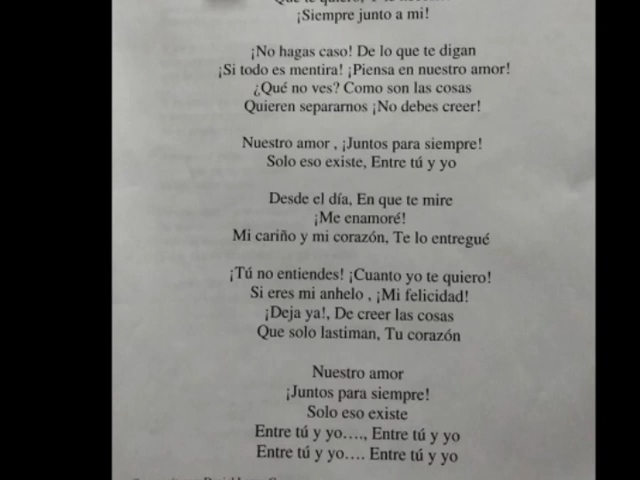 ¡Siempre junto a mi!
¡No hagas caso! De lo que te digan
¡Si todo es mentira! ¡Piensa en nuestro amor!
¿Qué no ves? Como son las cosas
Quieren separarnos ¡No debes creer!
Nuestro amor , ¡Juntos para siempre!
Solo eso existe, Entre tú y yo
Desde el día, En que te mire
¡Me enamoré!
Mi cariño y mi corazón, Te lo entregué
¡Tú no entiendes! ¡Cuanto yo te quiero!
Si eres mi anhelo , ¡Mi felicidad!
¡Deja ya!, De creer las cosas
Que solo lastiman, Tu corazón
Nuestro amor
¡Juntos para siempre!
Solo eso existe
Entre tú y yo…., Entre tú y yo
Entre tú y yo…. Entre tú y yo